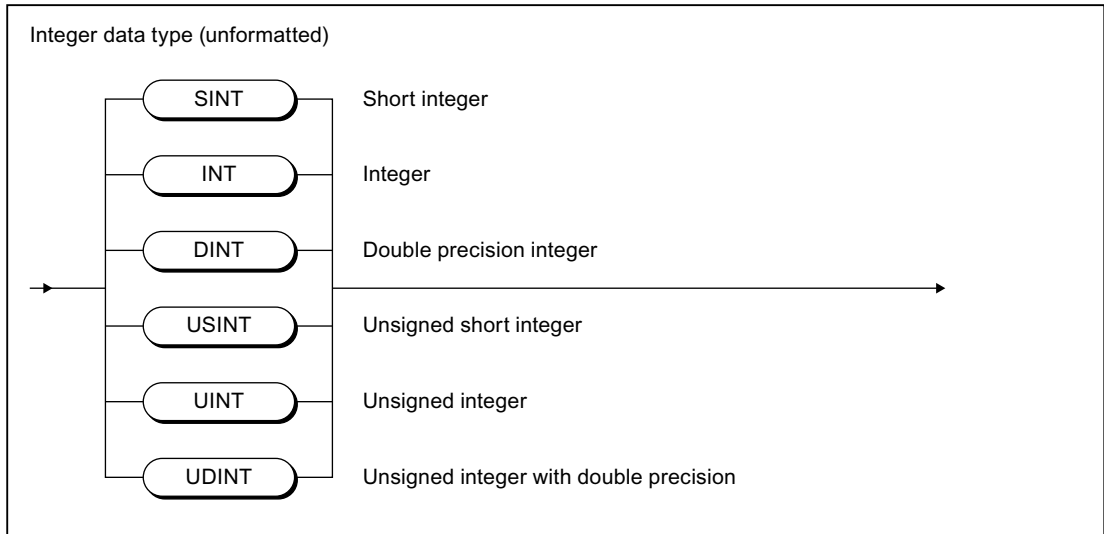 Integer data type (unformatted)
SINT Short integer
INT Integer
DINT Double precision integer
USINT Unsigned short integer
UINT Unsigned integer
UDINT Unsigned integer with double precision